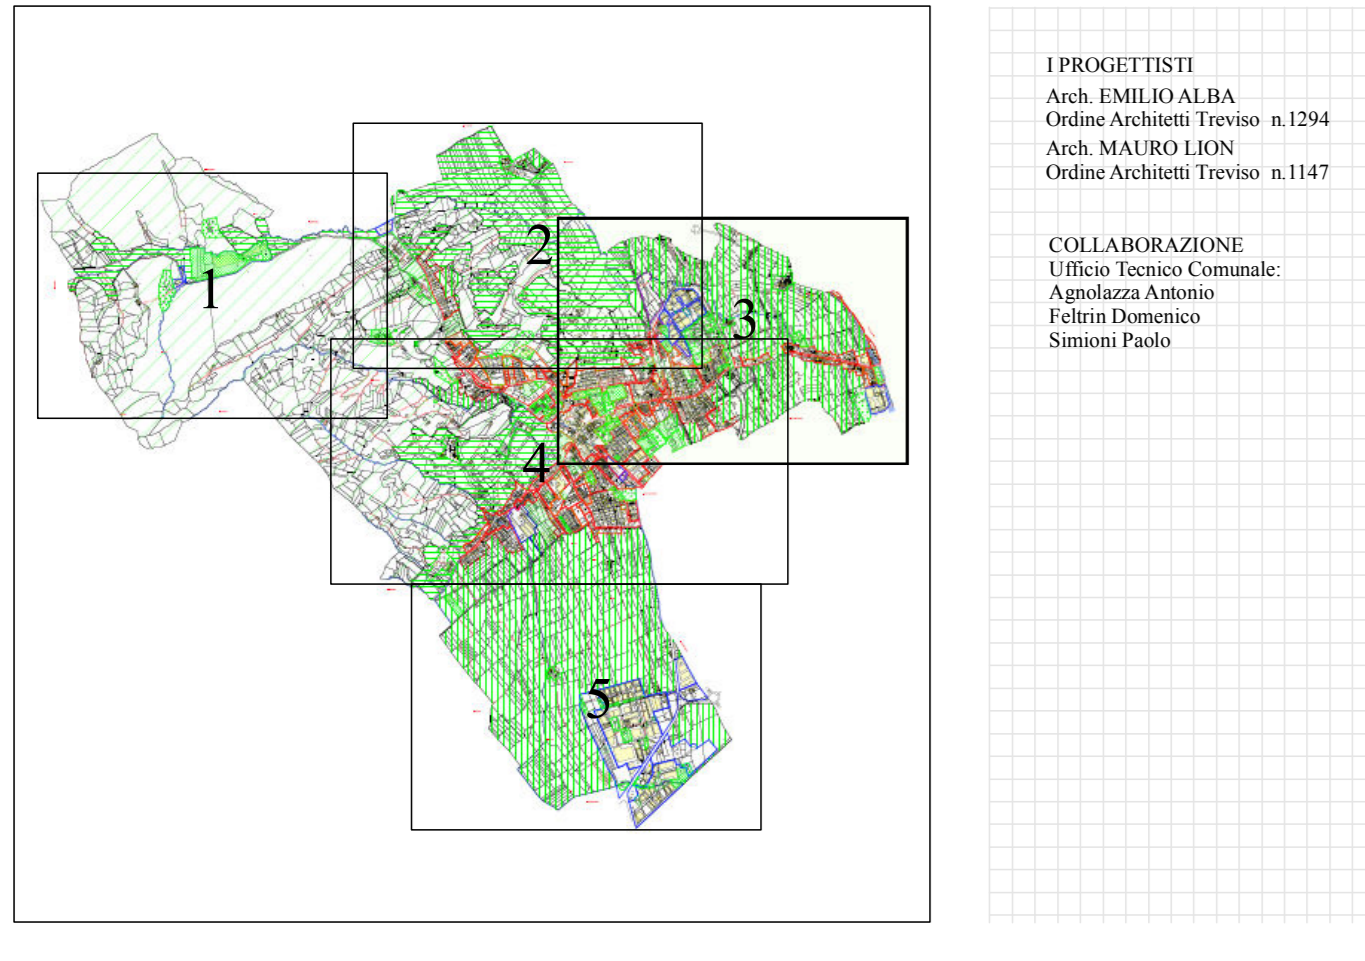 1
2
3
4
5
I PROGETTISTI
Arch. EMILIO ALBA
Ordine Architetti Treviso n.1294
Arch. MAURO LION
Ordine Architetti Treviso n.1147
COLLABORAZIONE
Ufficio Tecnico Comunale:
Agnolazza Antonio
Feltrin Domenico
Simioni Paolo